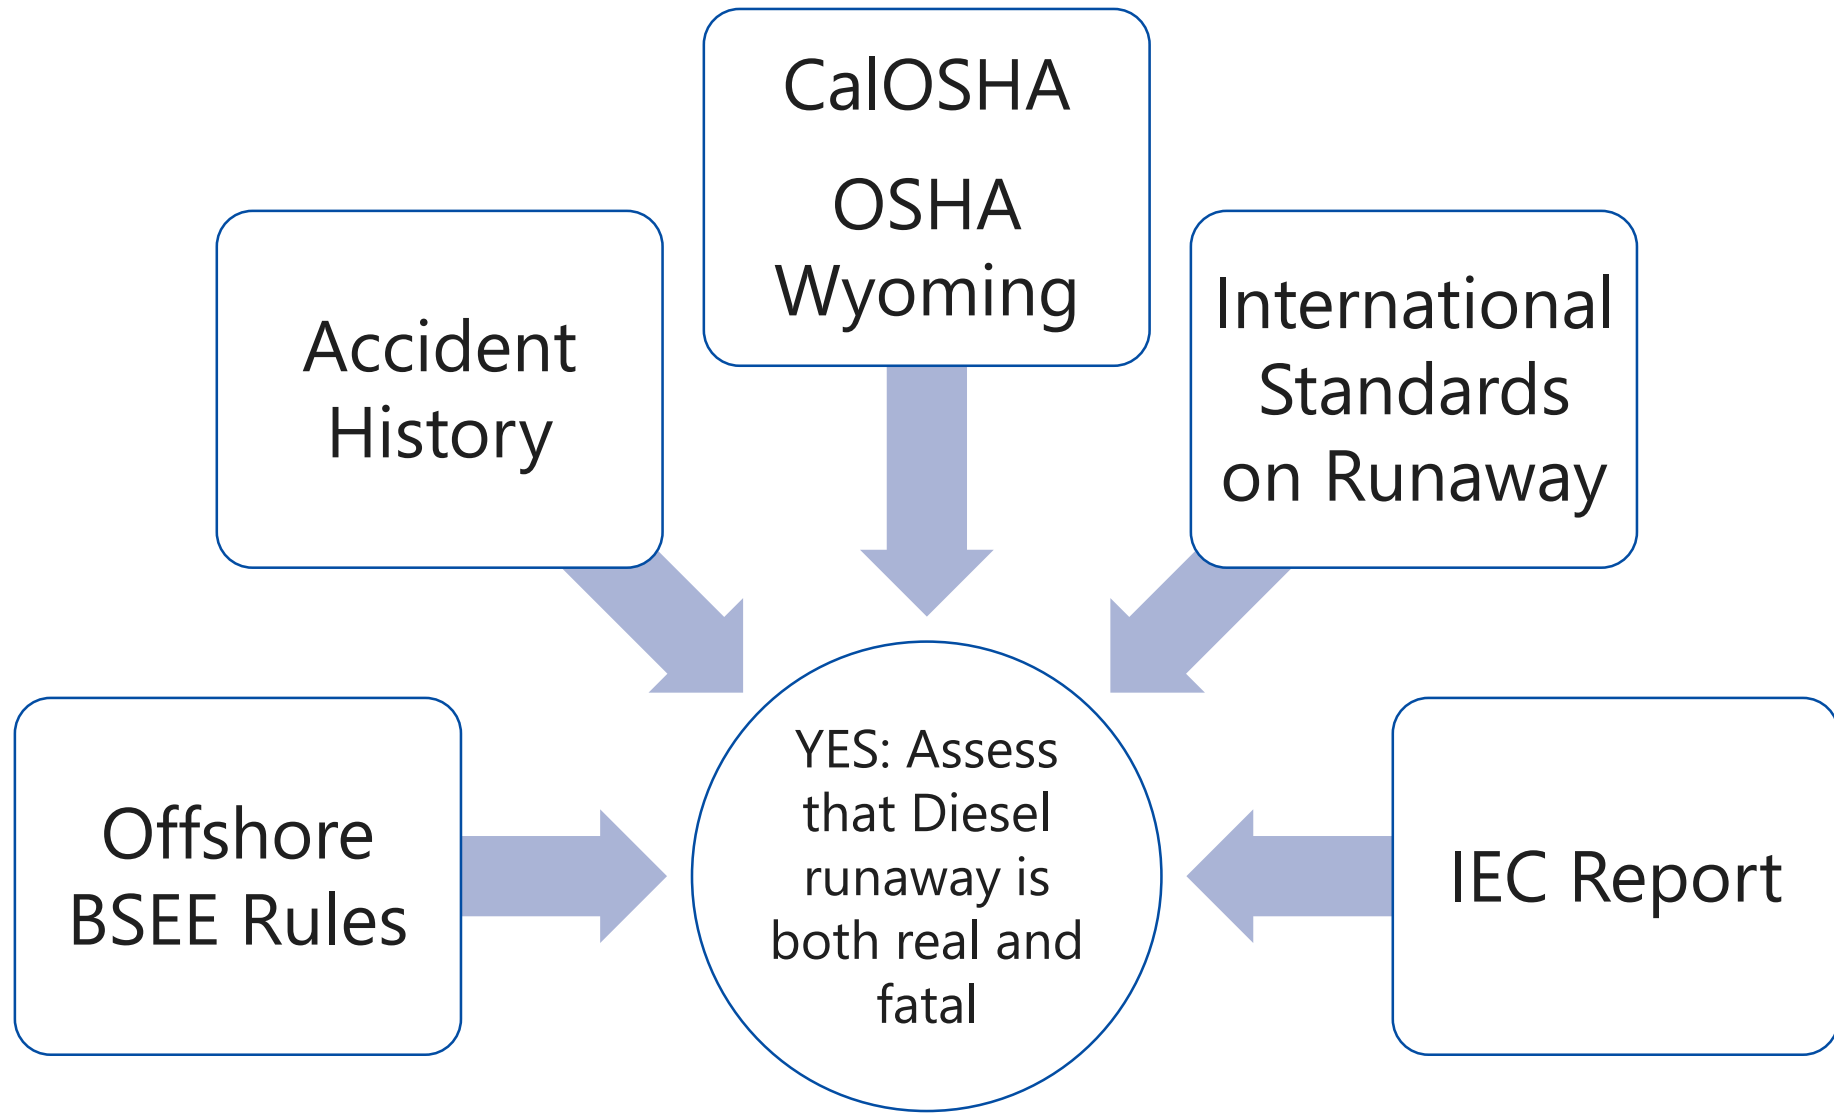 CalOSHA
OSHA
Wyoming
Accident
History
International
Standards
on Runaway
Offshore
BSEE Rules
YES: Assess
that Diesel
runaway is
both real and
fatal
IEC Report